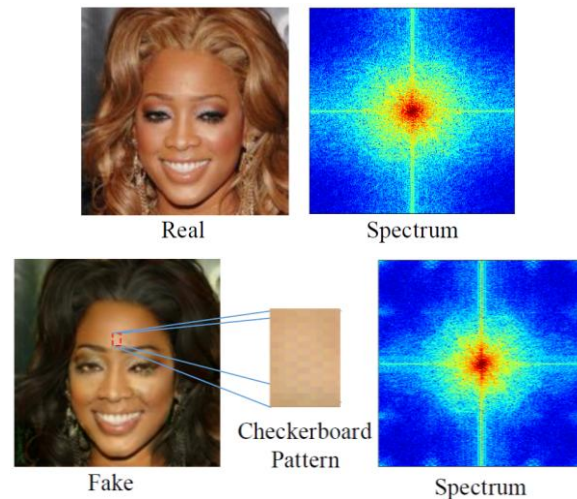 Real
Spectrum
Checkerboard
Pattern
Fake
Spectrum